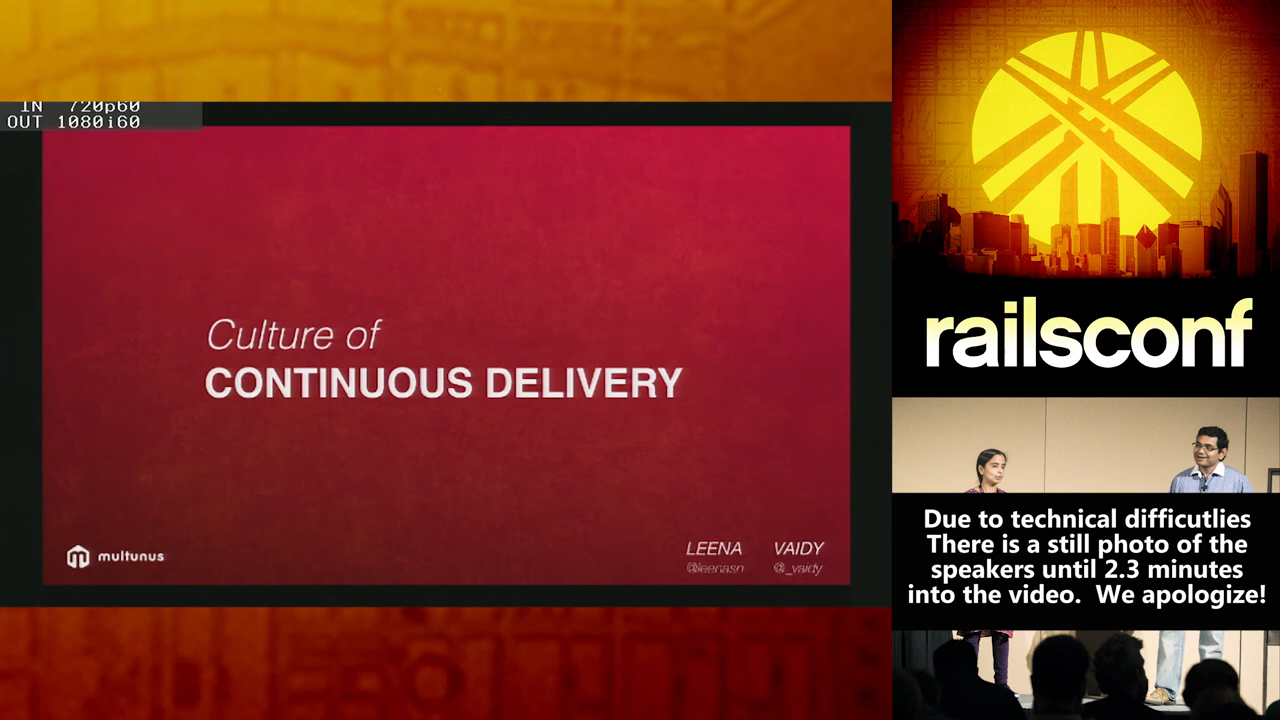 IN 720p60
OUT 1080i60
Culture of
CONTINUOUS DELIVERY
multunus
LEENA VAIDY
@leenasn @_vaidy
railsconf
Due to technical difficutlies
There is a still photo of the
speakers until 2.3 minutes
into the video. We apologize!